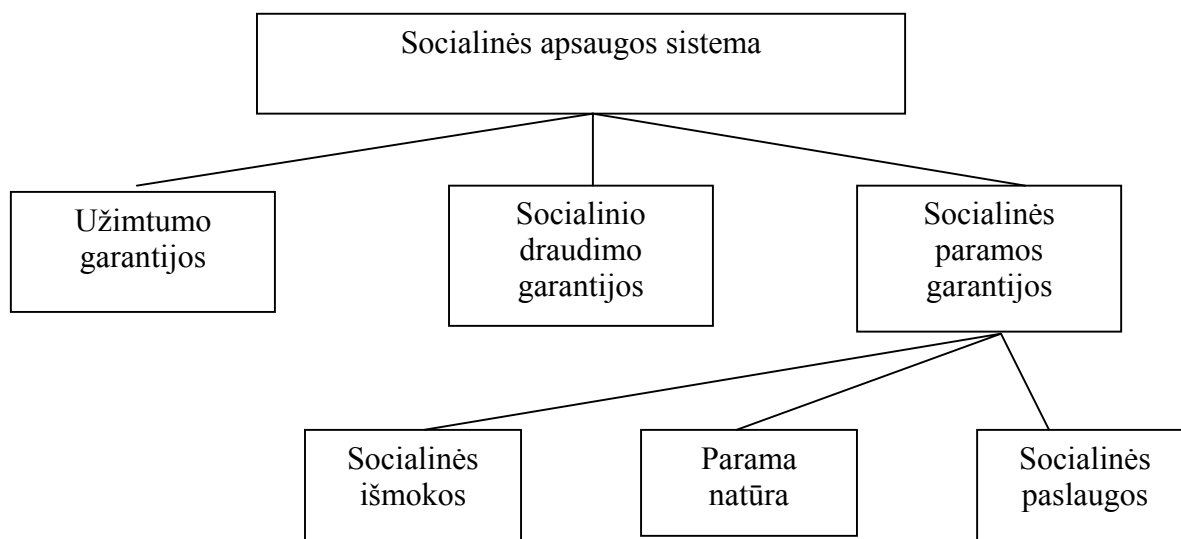 Socialinės apsaugos sistema
Užimtumo
garantijos
Socialinio
draudimo
garantijos
Socialinės
paramos
garantijos
Socialinės
išmokos
Parama
natūra
Socialinės
paslaugos